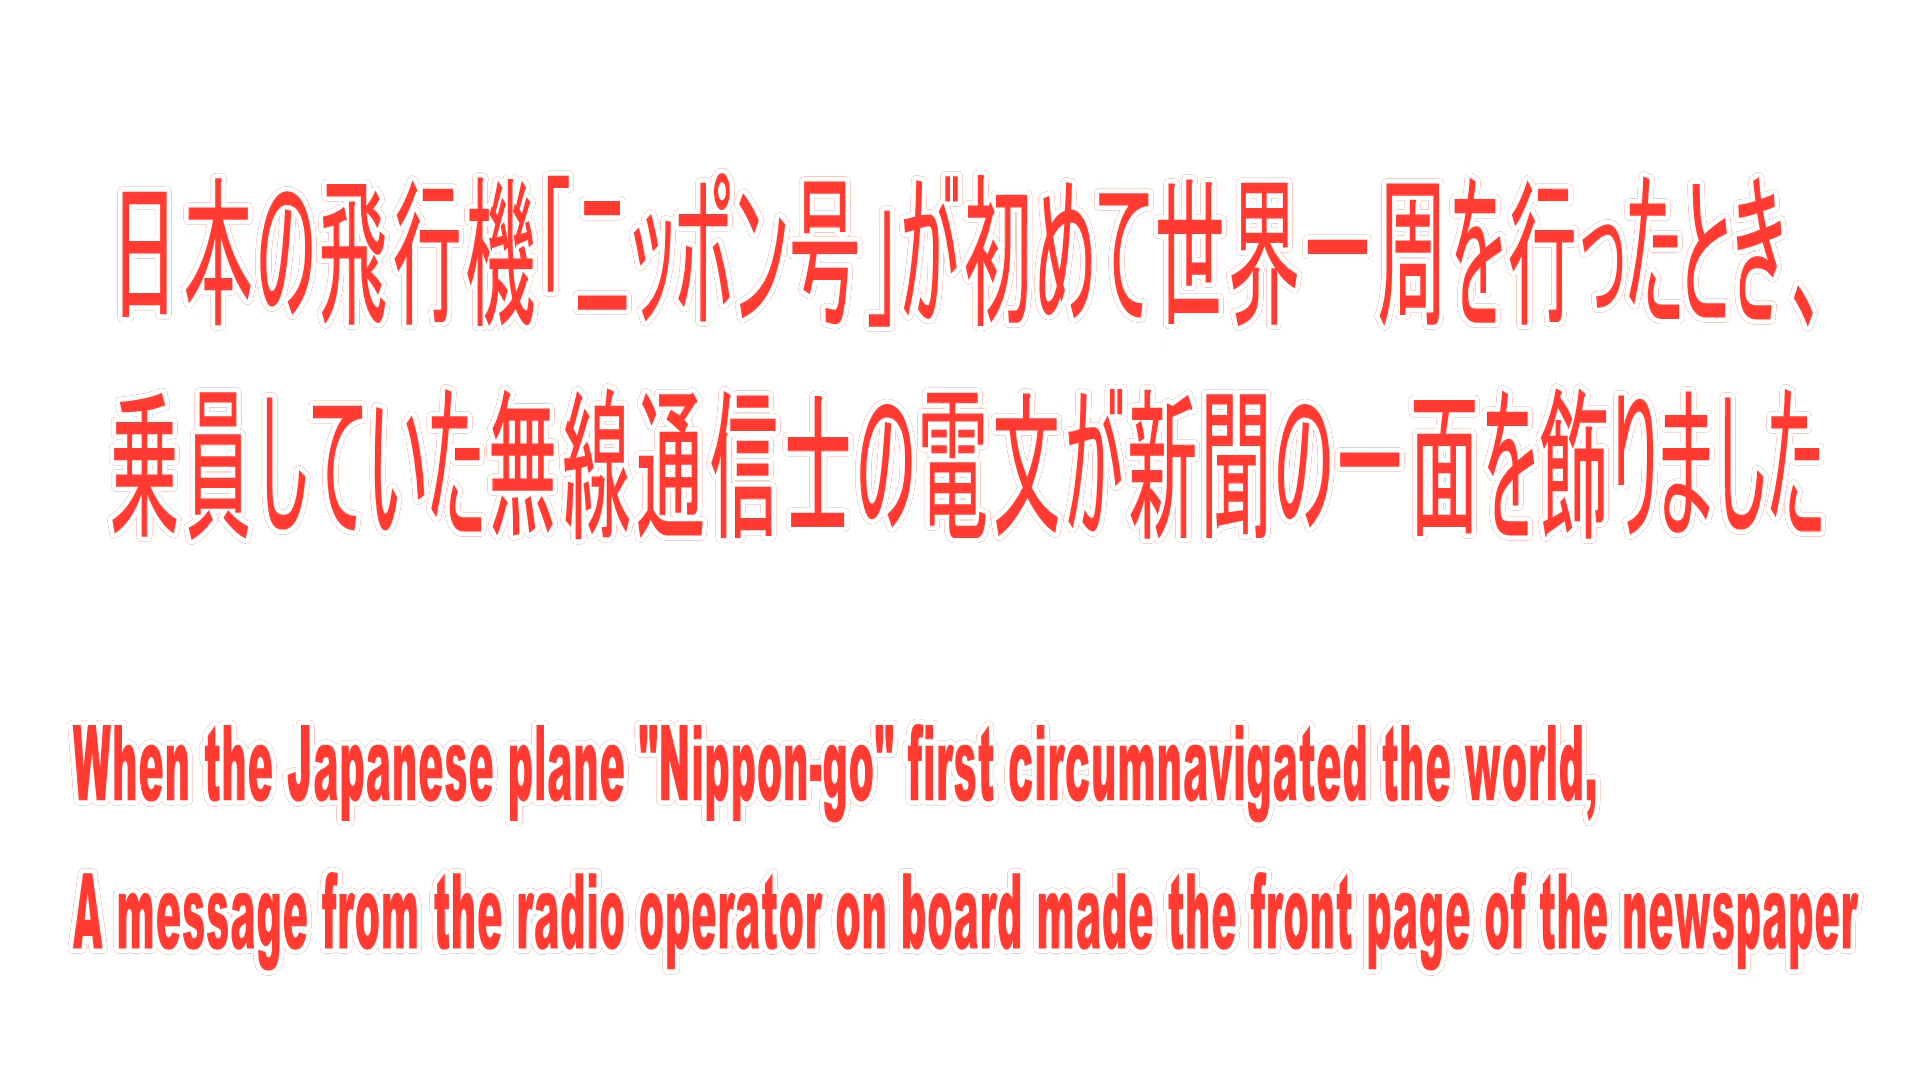 日本の飛行機「ニッポン号」が初めて世界一周を行ったとき、
乗員していた無線通信士の電文が新聞の一面を飾りました
When the Japanese plane "Nippon-go" first circumnavigated the world,
A message from the radio operator on board made the front page of the newspaper